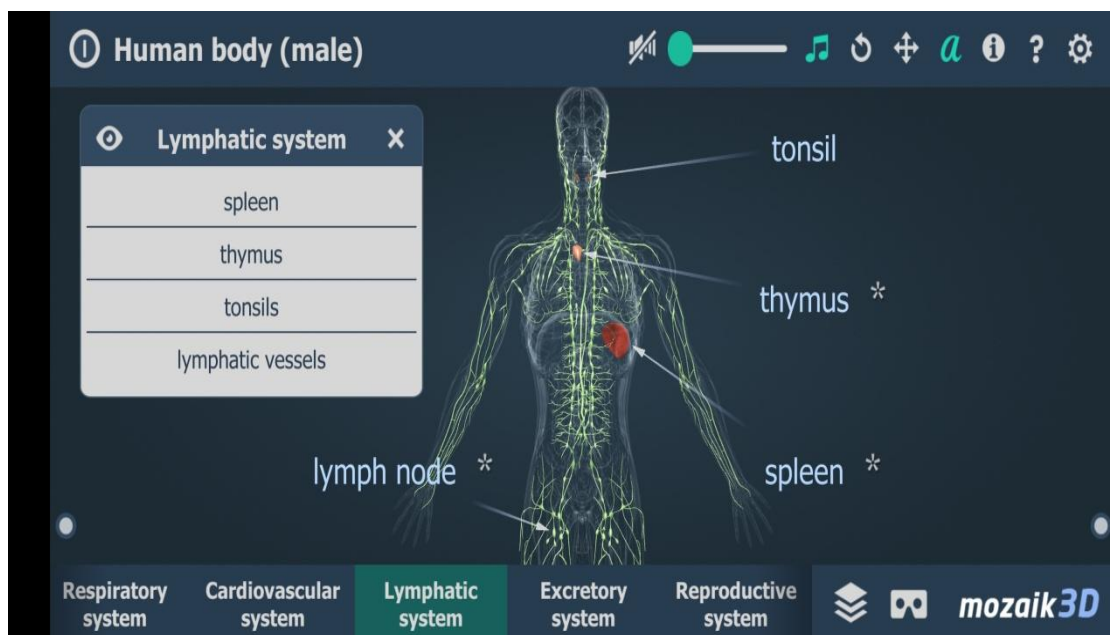 Human body (male)
a
?
Lymphatic system
spleen
thymus
tonsils
lymphatic vessels
tonsil
thymus *
spleen *
lymph node *
Respiratory system
Cardiovascular system
Lymphatic system
Excretory system
Reproductive system
mozaik3D